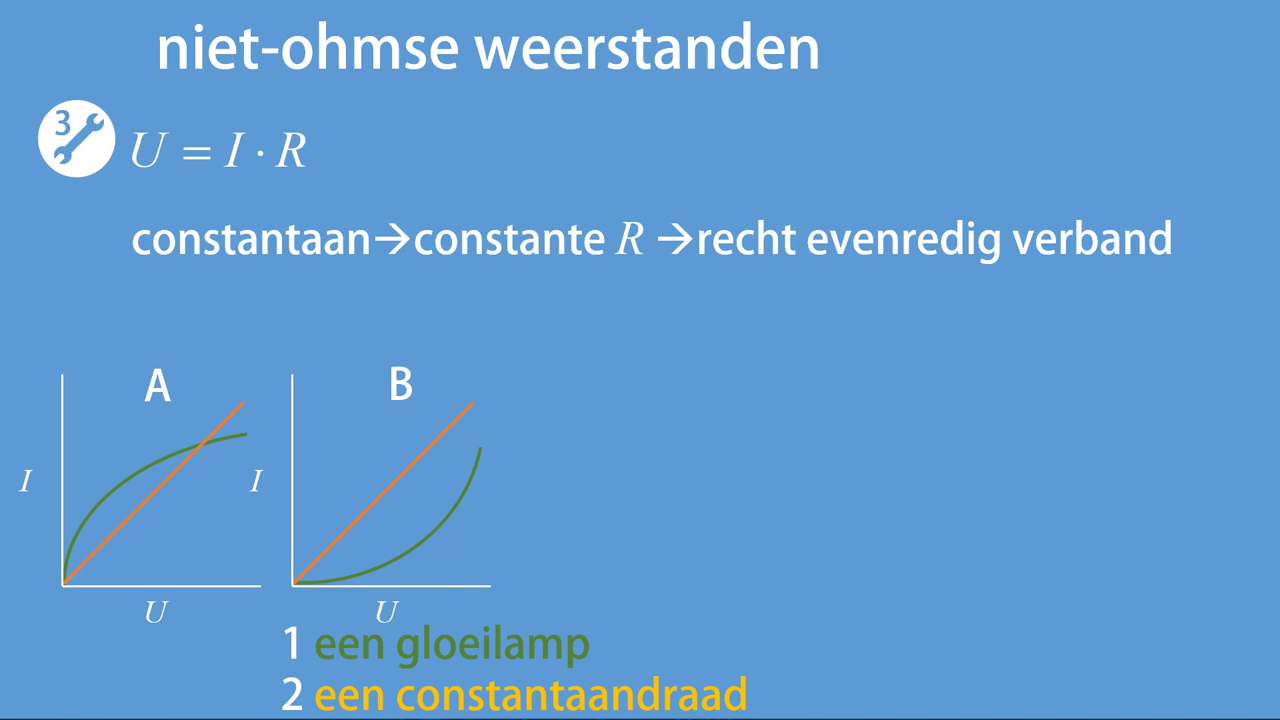 niet-ohmse weerstanden
3
U = I · R
constantaan→constante R →recht evenredig verband
A
B
I
I
U
U
1 een gloeilamp
2 een constantaandraad